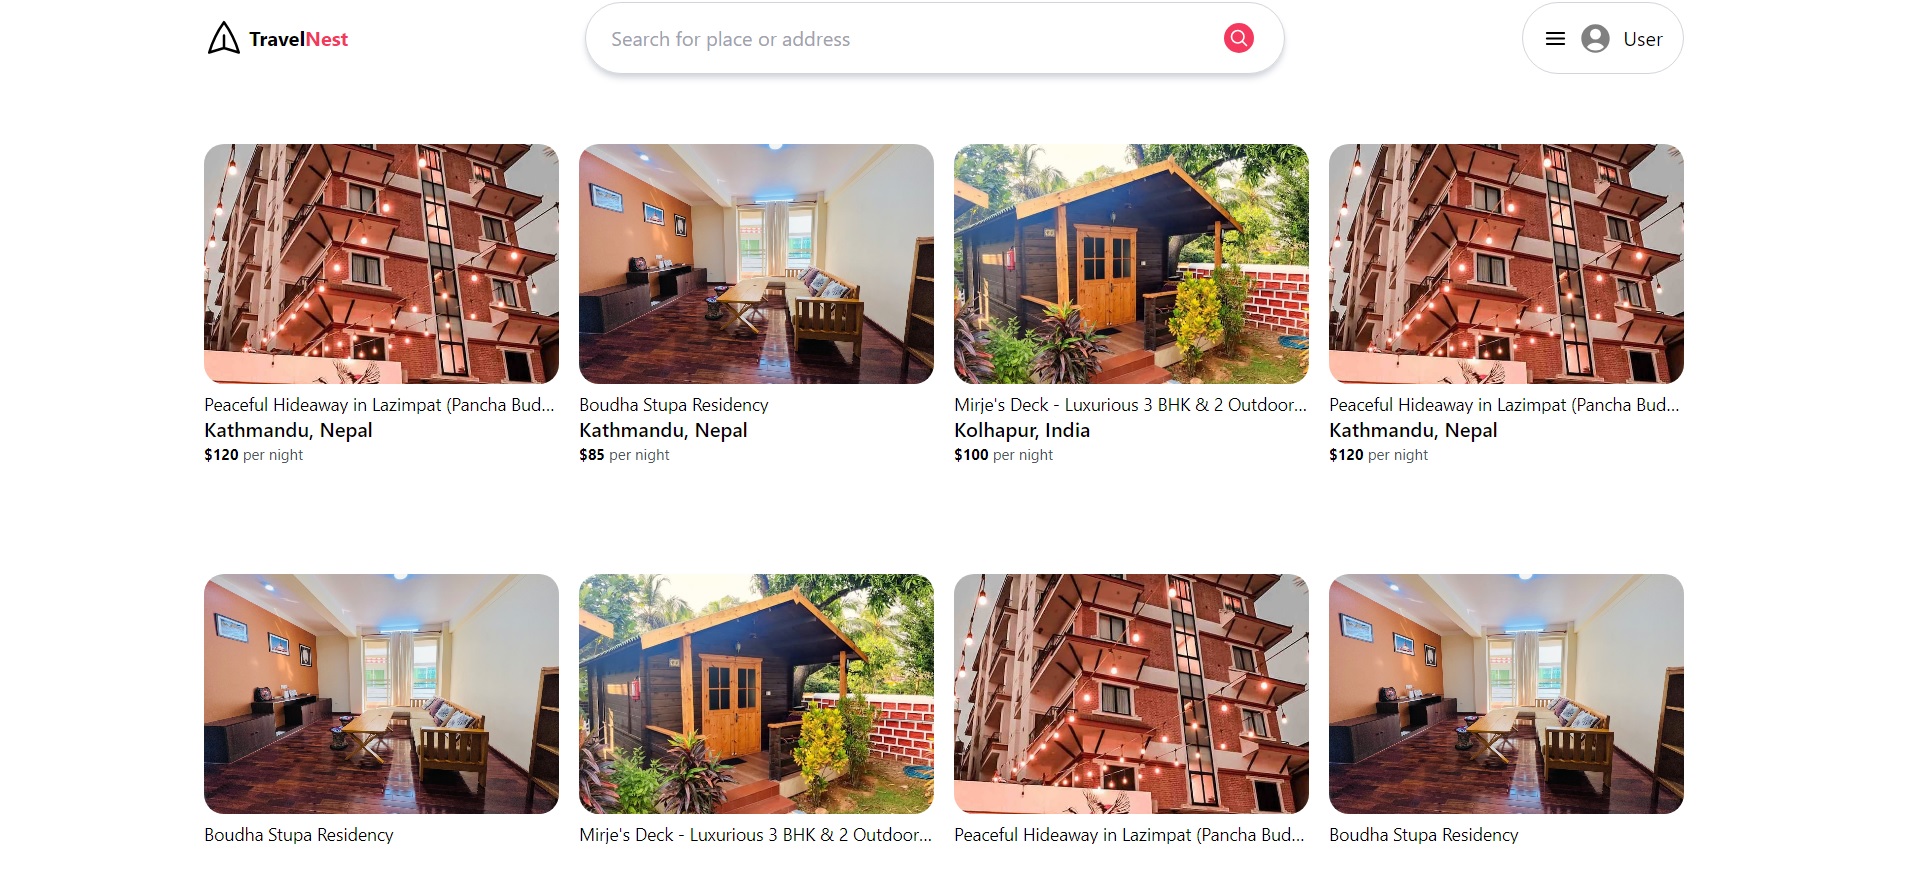 TravelNest
Search for place or address
User
Peaceful Hideaway in Lazimpat (Pancha Bud...
Kathmandu, Nepal
$120 per night
Boudha Stupa Residency
Kathmandu, Nepal
$85 per night
Mirje's Deck - Luxurious 3 BHK & 2 Outdoor...
Kolhapur, India
$100 per night
Peaceful Hideaway in Lazimpat (Pancha Bud...
Kathmandu, Nepal
$120 per night
Boudha Stupa Residency
Mirje's Deck - Luxurious 3 BHK & 2 Outdoor...
Peaceful Hideaway in Lazimpat (Pancha Bud...
Boudha Stupa Residency